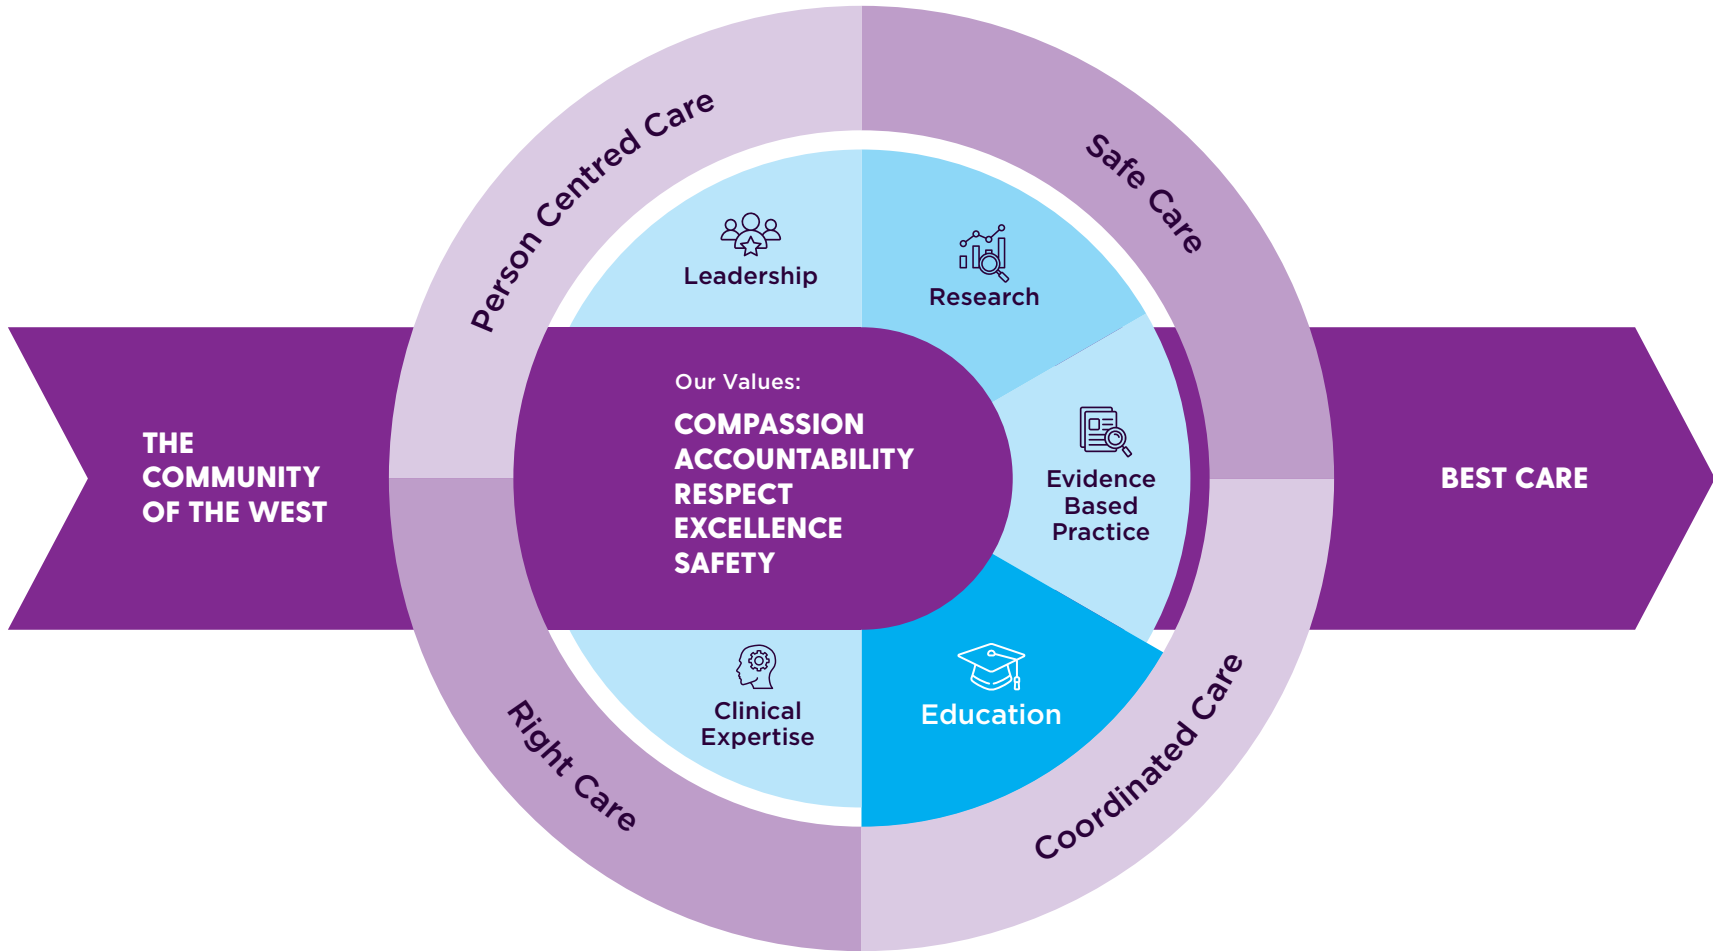 Person Centred Care
Safe Care
Leadership
Research
THE
COMMUNITY
OF THE WEST
Our Values:
COMPASSION
ACCOUNTABILITY
RESPECT
EXCELLENCE
SAFETY
Evidence
Based
Practice
BEST CARE
Clinical
Expertise
Education
Right Care
Coordinated Care